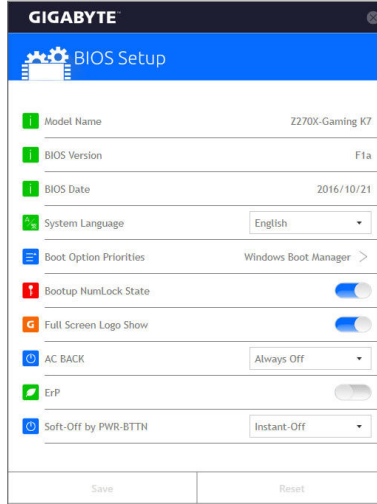 GIGABYTE™
BIOS Setup
Model Name Z270X-Gaming K7
BIOS Version F1a
BIOS Date 2016/10/21
System Language English
Boot Option Priorities Windows Boot Manager >
Bootup NumLock State
Full Screen Logo Show
AC BACK Always Off
ErP
Soft-Off by PWR-BTTN Instant-Off
Save Reset